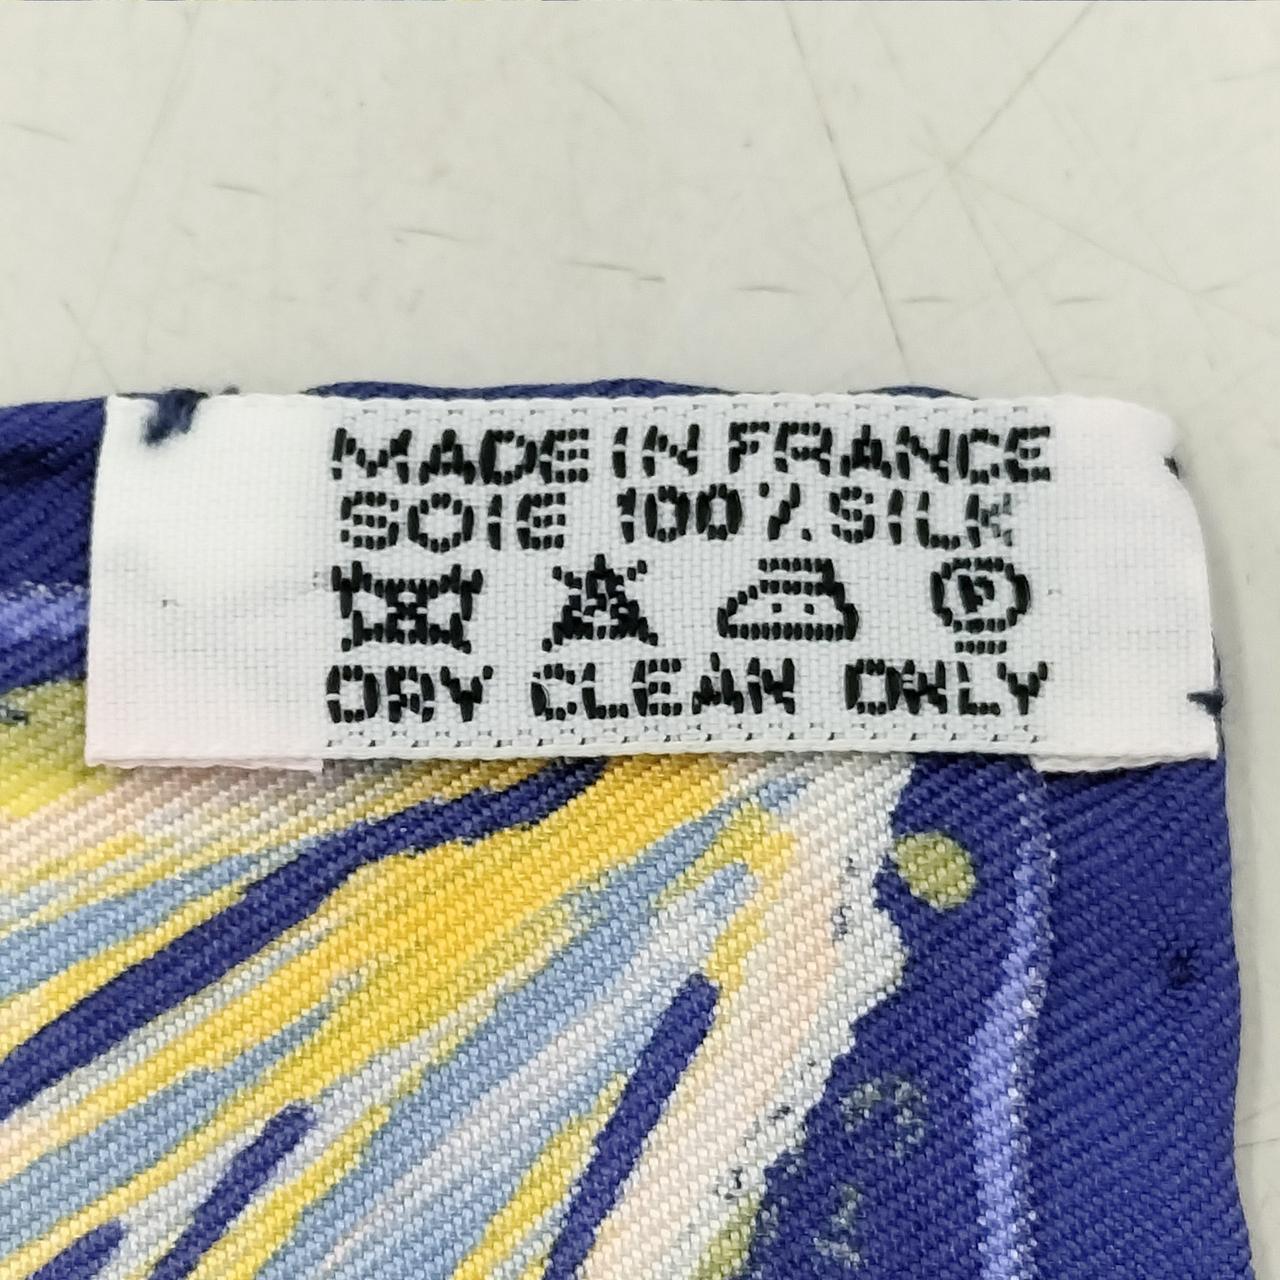 MADE IN FRANCE
SOIE 100% SILK
P
DRY CLEAN ONLY